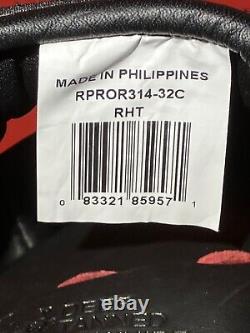 MADE IN PHILIPPINES
RPROR314-32C
RHT
0 83321 85957 1